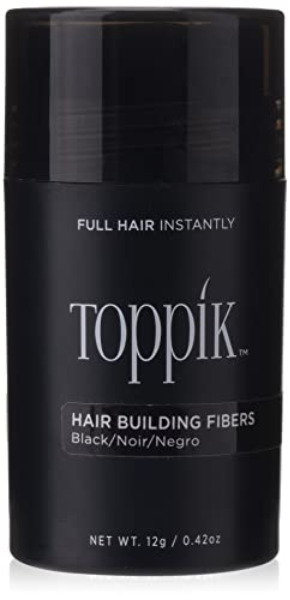 FULL HAIR INSTANTLY
TOPPIK™
HAIR BUILDING FIBERS
Black/Noir/Negro
NET WT. 12g / 0.42oz